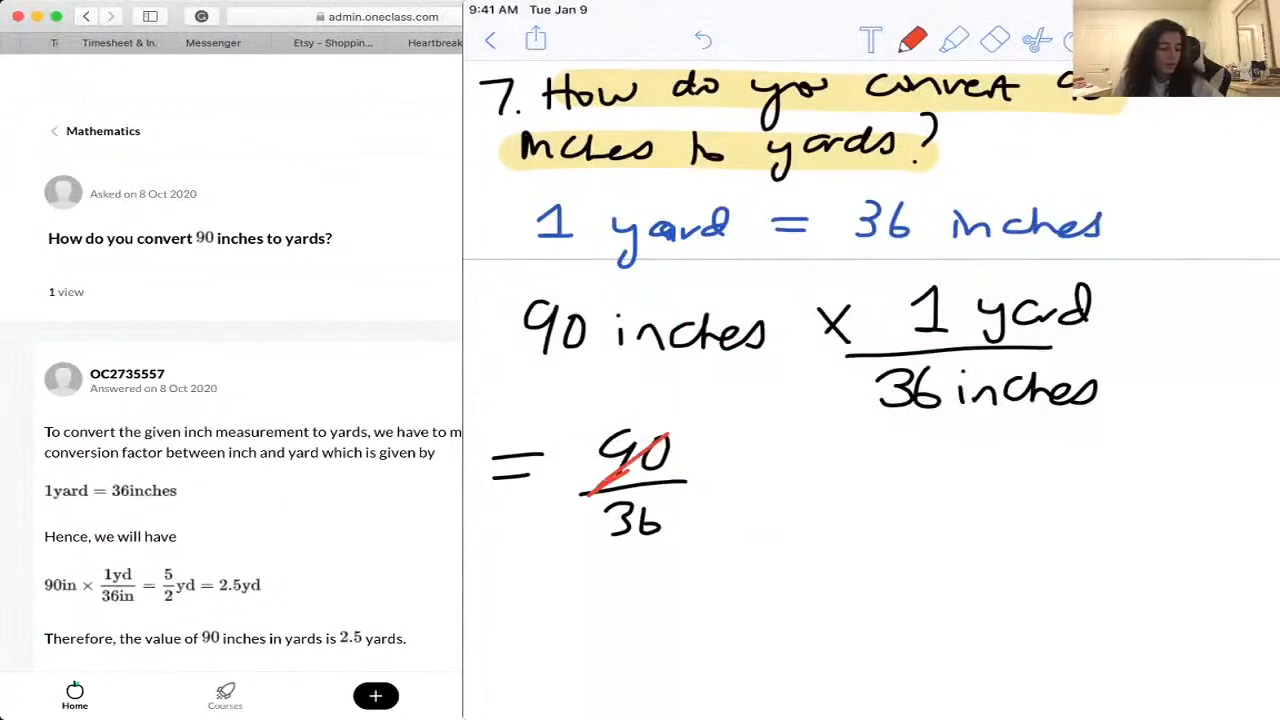 admin.oneclass.com
Timesheet & In.
Messenger
Etsy - Shoppin...
Heartbreak
Mathematics
Asked on 8 Oct 2020
How do you convert 90 inches to yards?
1 view
OC2735557
Answered on 8 Oct 2020
To convert the given inch measurement to yards, we have to m
conversion factor between inch and yard which is given by
1yard = 36inches
Hence, we will have
90in × 1yd/36in = 5/2 yd = 2.5yd
Therefore, the value of 90 inches in yards is 2.5 yards.
Home
Courses
9:41 AM Tue Jan 9
7. How do you convert
inches to yards?
1 yard = 36 inches
90 inches × 1 yard
36 inches
= 90
36